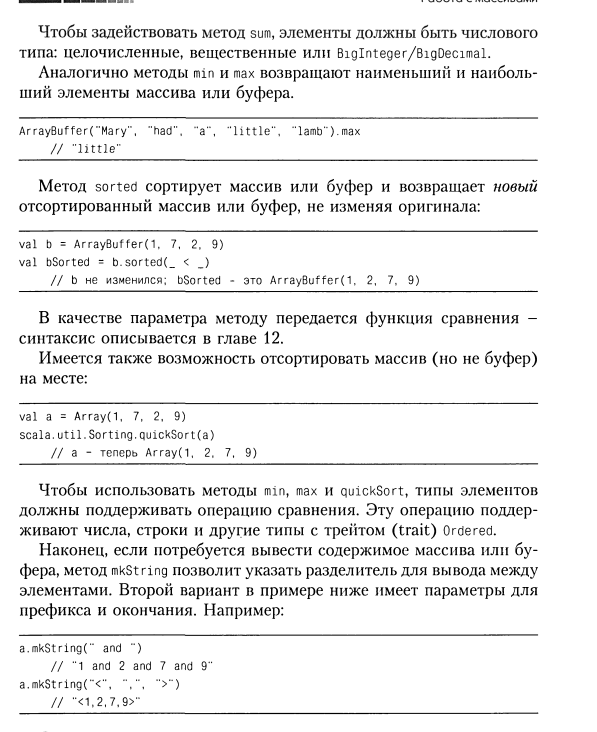 Работа с массивами
Чтобы задействовать метод sum, элементы должны быть числового
типа: целочисленные, вещественные или BigInteger/BigDecimal.
Аналогично методы min и max возвращают наименьший и наиболь-
ший элементы массива или буфера.
ArrayBuffer("Mary", "had", "a", "little", "lamb").max
// "little"
Метод sorted сортирует массив или буфер и возвращает новый
отсортированный массив или буфер, не изменяя оригинала:
val b = ArrayBuffer(1, 7, 2, 9)
val bSorted = b.sorted(_ < _)
// b не изменился; bSorted - это ArrayBuffer(1, 2, 7, 9)
В качестве параметра методу передается функция сравнения –
синтаксис описывается в главе 12.
Имеется также возможность отсортировать массив (но не буфер)
на месте:
val a = Array(1, 7, 2, 9)
scala.util.Sorting.quickSort(a)
// a - теперь Array(1, 2, 7, 9)
Чтобы использовать методы min, max и quickSort, типы элементов
должны поддерживать операцию сравнения. Эту операцию поддер-
живают числа, строки и другие типы с трейтом (trait) Ordered.
Наконец, если потребуется вывести содержимое массива или бу-
фера, метод mkString позволит указать разделитель для вывода между
элементами. Второй вариант в примере ниже имеет параметры для
префикса и окончания. Например:
a.mkString(" and ")
// "1 and 2 and 7 and 9"
a.mkString("<", ",", ">")
// "<1,2,7,9>"